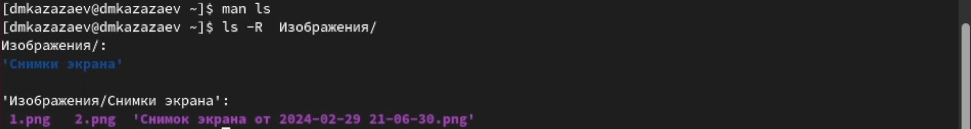 [dmkazazaev@dmkazazaev ~]$ man ls
[dmkazazaev@dmkazazaev ~]$ ls -R  Изображения/
Изображения/:
'Снимки экрана'

'Изображения/Снимки экрана':
1.png   2.png  'Снимок экрана от 2024-02-29 21-06-30.png'